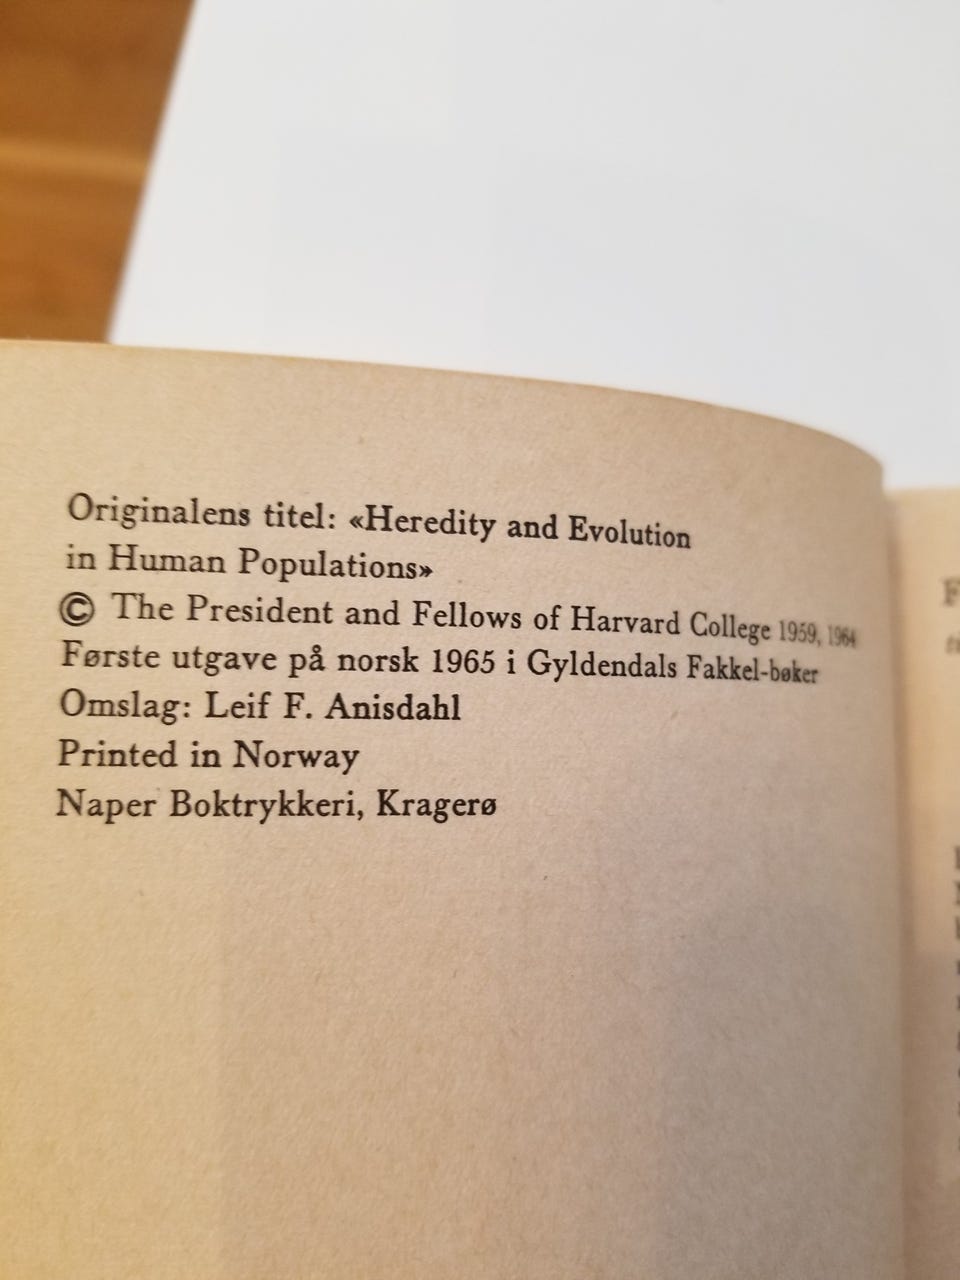 Originalens titel: «Heredity and Evolution
in Human Populations»
© The President and Fellows of Harvard College 1959, 1964
Første utgave på norsk 1965 i Gyldendals Fakkel-bøker
Omslag: Leif F. Anisdahl
Printed in Norway
Naper Boktrykkeri, Kragerø